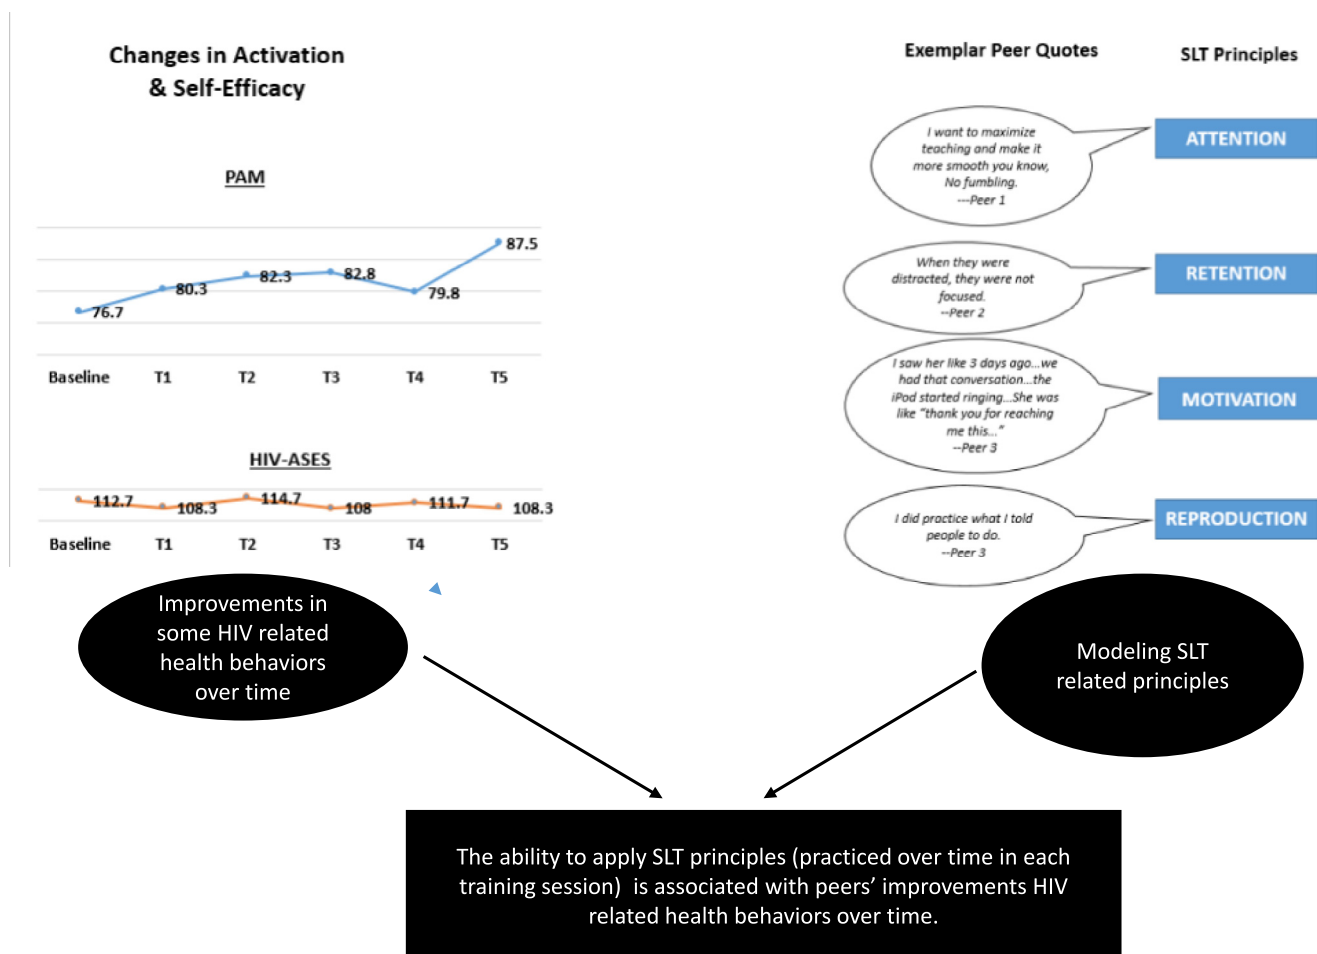 Changes in Activation
& Self-Efficacy
PAM
76.7
80.3
82.3
82.8
79.8
87.5
Baseline T1 T2 T3 T4 T5
HIV-ASES
112.7
108.3
114.7
108
111.7
108.3
Baseline T1 T2 T3 T4 T5
Exemplar Peer Quotes
SLT Principles
I want to maximize
teaching and make it
more smooth you know,
No fumbling.
---Peer 1
ATTENTION
When they were
distracted, they were not
focused.
--Peer 2
RETENTION
I saw her like 3 days ago...we
had that conversation...the
iPod started ringing...She was
like “thank you for reaching
me this...”
--Peer 3
MOTIVATION
I did practice what I told
people to do.
--Peer 3
REPRODUCTION
Improvements in
some HIV related
health behaviors
over time
Modeling SLT
related principles
The ability to apply SLT principles (practiced over time in each
training session)  is associated with peers’ improvements HIV
related health behaviors over time.